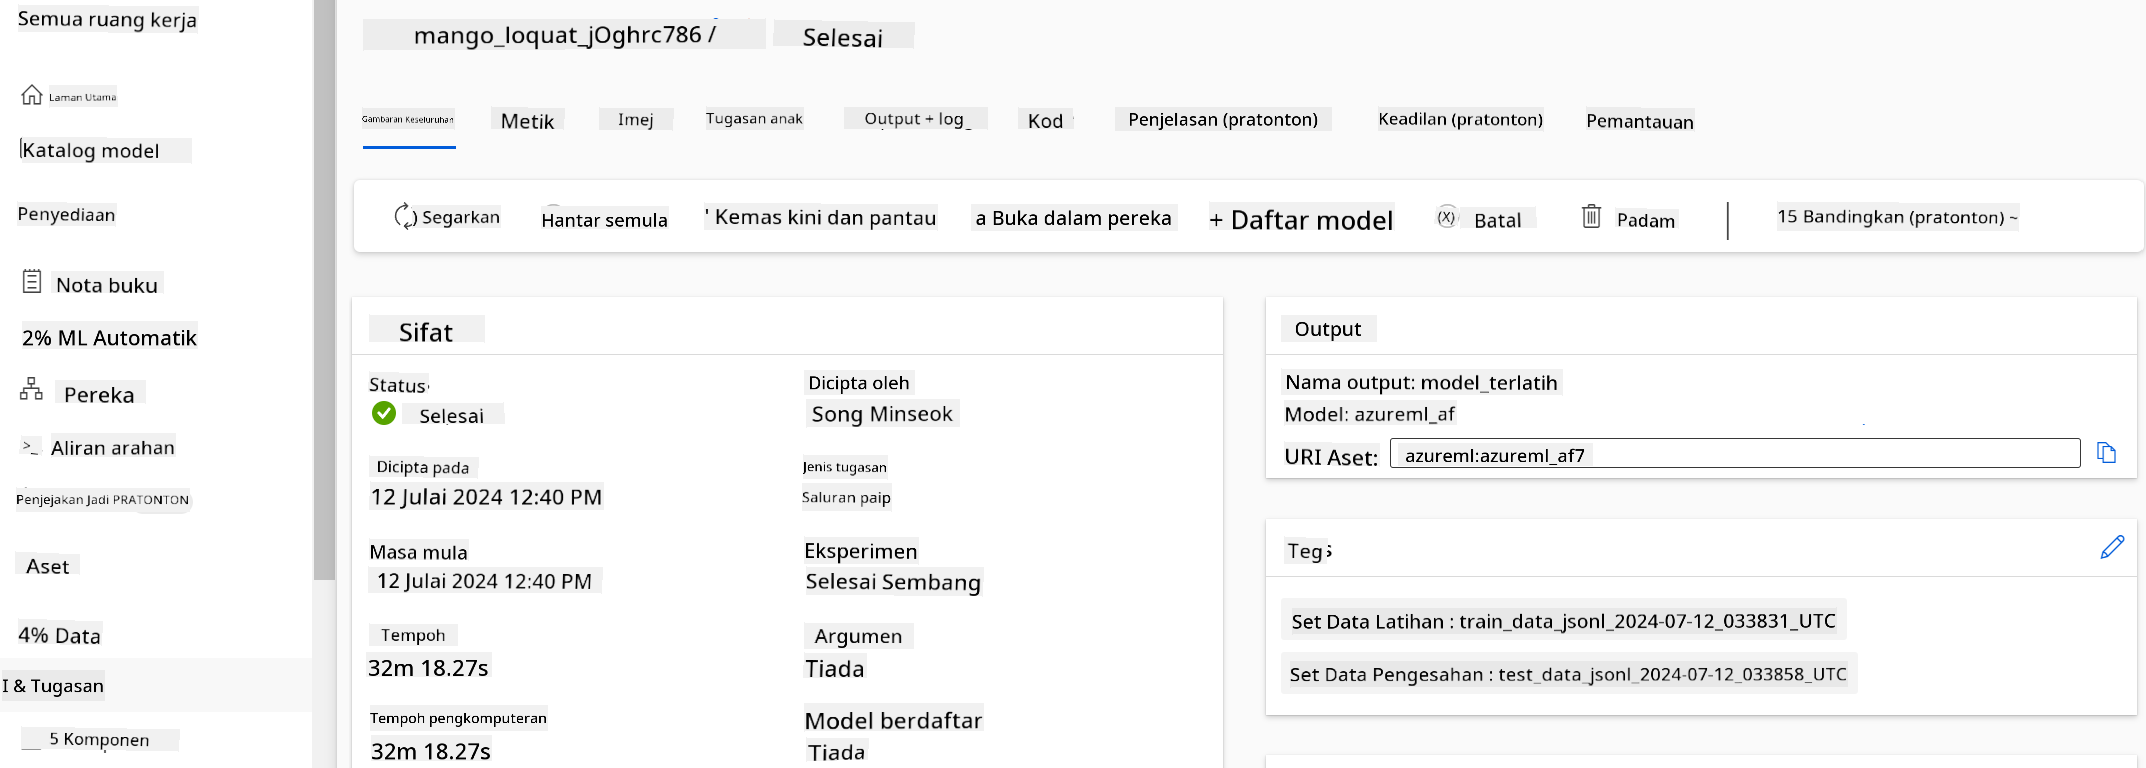 Semua ruang kerja
Laman Utama
Katalog model
Penyediaan
Nota buku
2% ML Automatik
Pereka
>_ Aliran arahan
Penjejakan Jadi PRATONTON
Aset
4% Data
I & Tugasan
5 Komponen
mango_loquat_jOghrc786 / Selesai
Gambaran Keseluruhan Metik Imej Tugasan anak Output + log_ Kod Penjelasan (pratonton) Keadilan (pratonton) Pemantauan
Segarkan Hantar semula ' Kemas kini dan pantau a Buka dalam pereka + Daftar model (X) Batal Padam 15 Bandingkan (pratonton) ~
Sifat
Status
Selesai
Dicipta pada
12 Julai 2024 12:40 PM
Masa mula
12 Julai 2024 12:40 PM
Tempoh
32m 18.27s
Tempoh pengkomputeran
32m 18.27s
Dicipta oleh
Song Minseok
Jenis tugasan
Saluran paip
Eksperimen
Selesai Sembang
Argumen
Tiada
Model berdaftar
Tiada
Output
Nama output: model_terlatih
Model: azureml_af
URI Aset: azureml:azureml_af7
Tegs
Set Data Latihan : train_data_jsonl_2024-07-12_033831_UTC
Set Data Pengesahan : test_data_jsonl_2024-07-12_033858_UTC